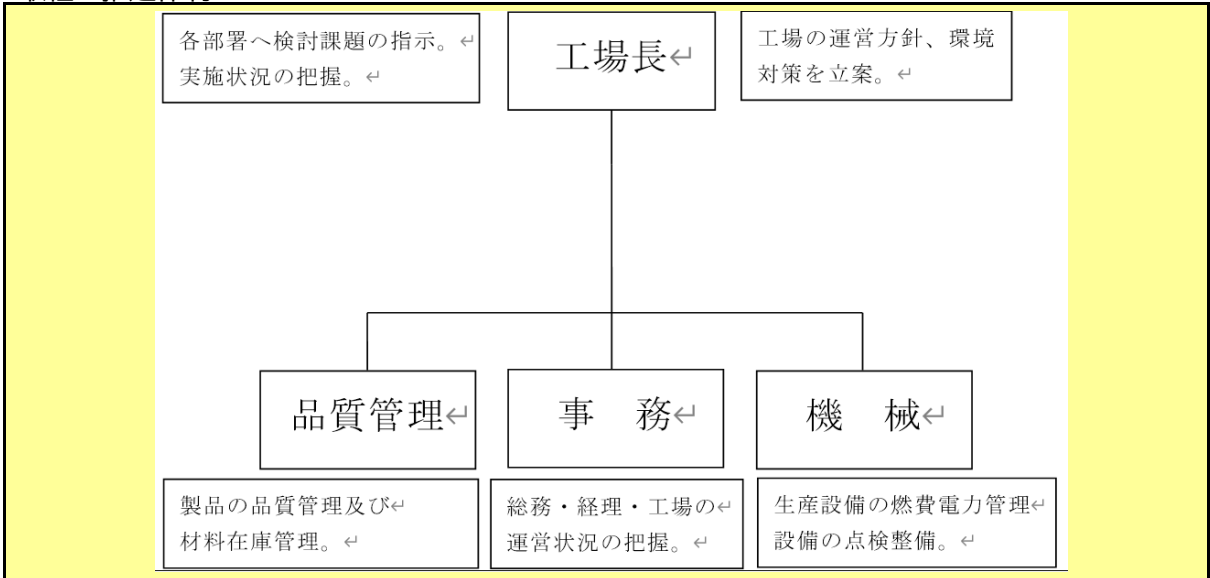 各部署へ検討課題の指示。
実施状況の把握。
工場長
工場の運営方針、環境
対策を立案。
品質管理
事　務
機　械
製品の品質管理及び
材料在庫管理。
総務・経理・工場の
運営状況の把握。
生産設備の燃費電力管理
設備の点検整備。